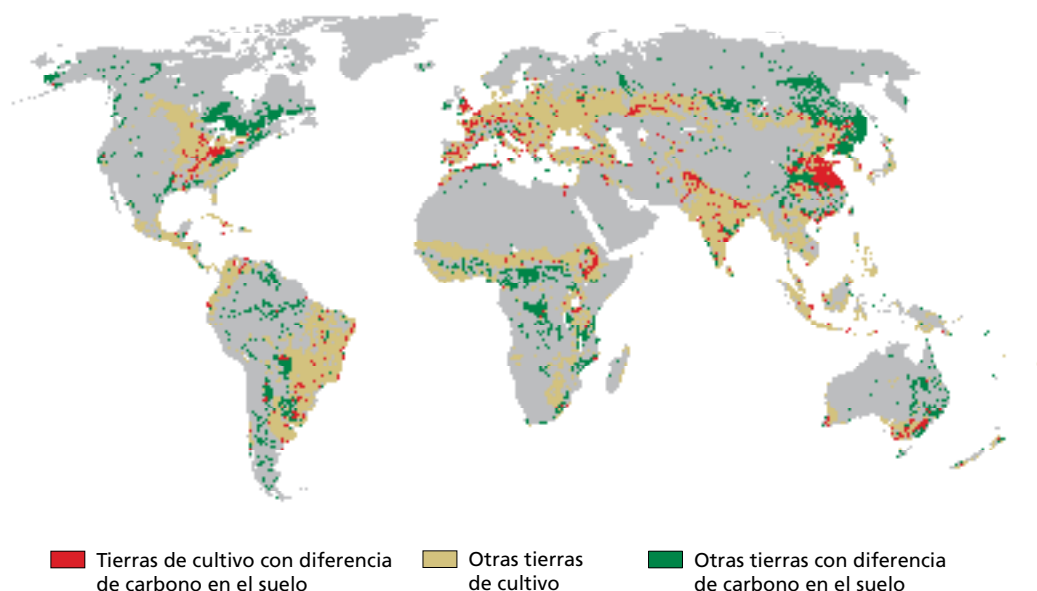 Tierras de cultivo con diferencia
de carbono en el suelo
Otras tierras
de cultivo
Otras tierras con diferencia
de carbono en el suelo